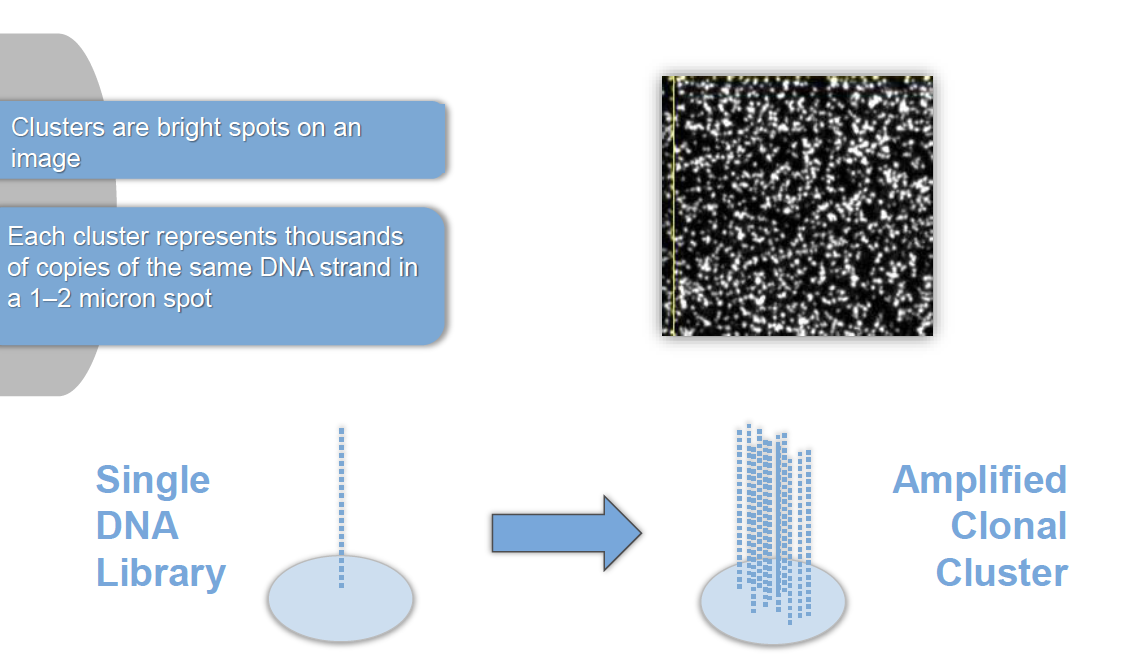 Clusters are bright spots on an
image
Each cluster represents thousands
of copies of the same DNA strand in
a 1–2 micron spot
Single
DNA
Library
Amplified
Clonal
Cluster